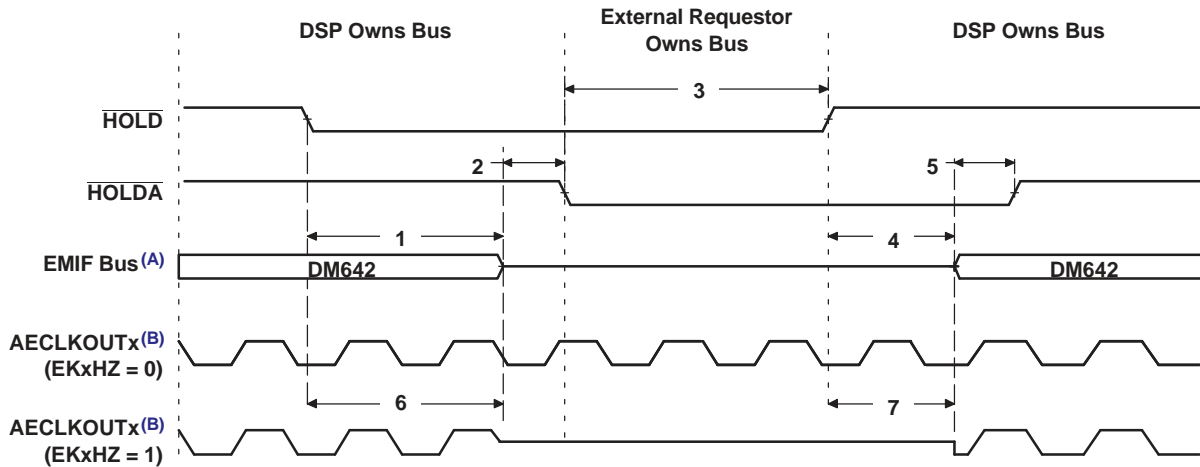 DSP Owns Bus
External Requestor
Owns Bus
DSP Owns Bus
3
HOLD
2
5
HOLDA
1
4
EMIF Bus(A)
DM642
DM642
AECLKOUTx(B)
(EKxHZ = 0)
6
7
AECLKOUTx(B)
(EKxHZ = 1)